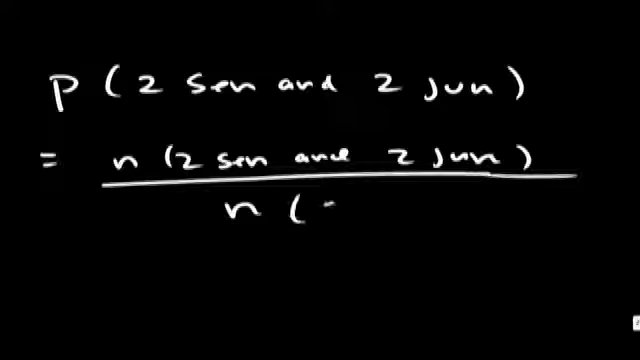 P ( 2 sen and 2 jun )
= n ( 2 sen and 2 jun )
n (